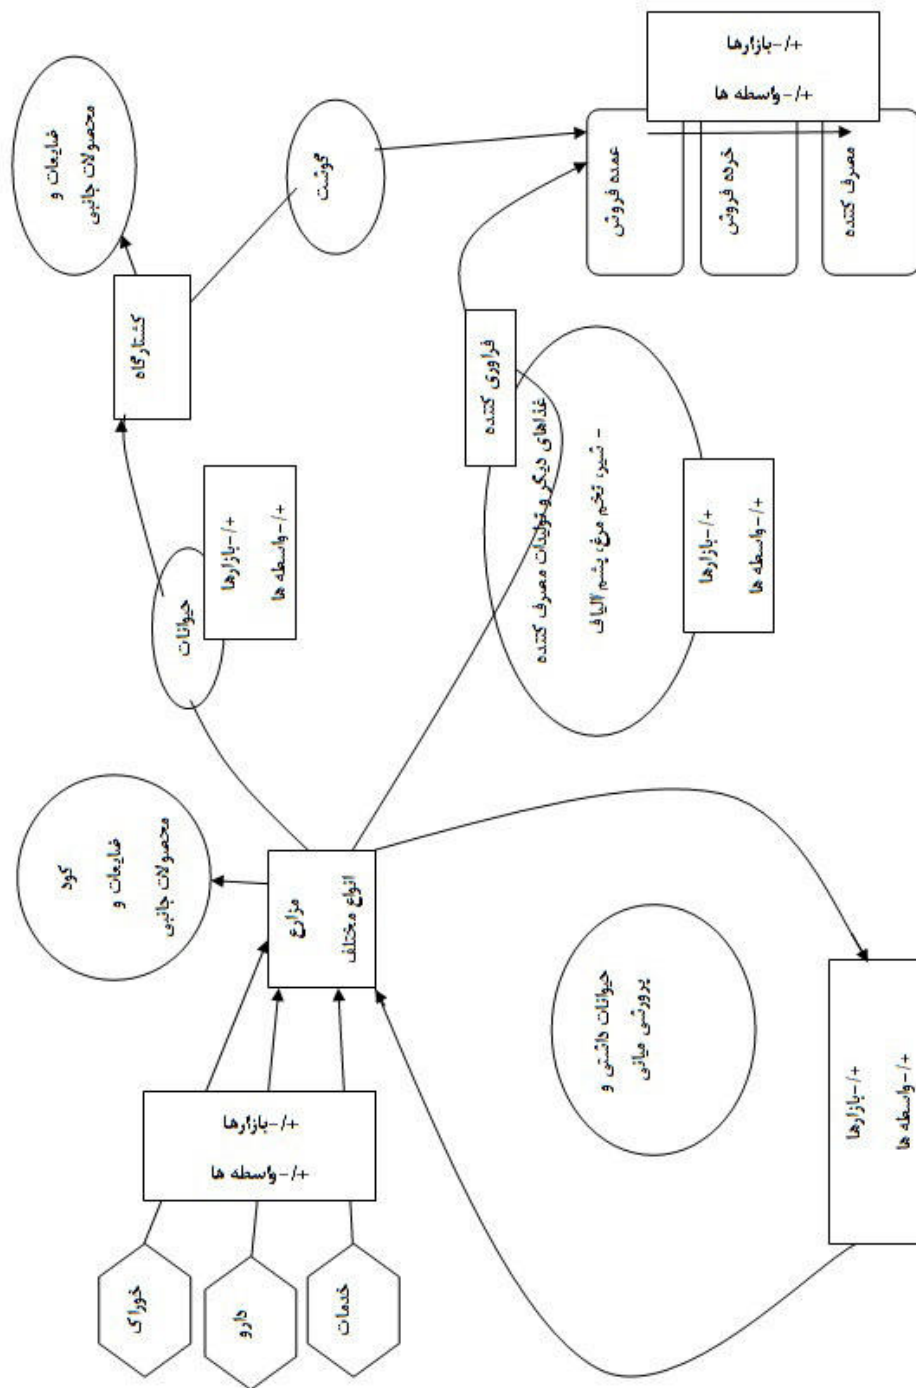 +/-بازارها
+/-واسطه ها
عمده فروش
خرده فروش
مصرف کننده
ضایعات و
محصولات جانبی
گوشت
کشتارگاه
فراوری کننده
غذاهای دیگر و تولیدات مصرف کننده
- شیر، تخم مرغ، پشم الیاف
+/-بازارها
+/-واسطه ها
حیوانات
+/-بازارها
+/-واسطه ها
کود
ضایعات و
محصولات جانبی
مزارع
انواع مختلف
حیوانات داشتی و
پرورشی میانی
+/-بازارها
+/-واسطه ها
+/-بازارها
+/-واسطه ها
خوراک
دارو
خدمات